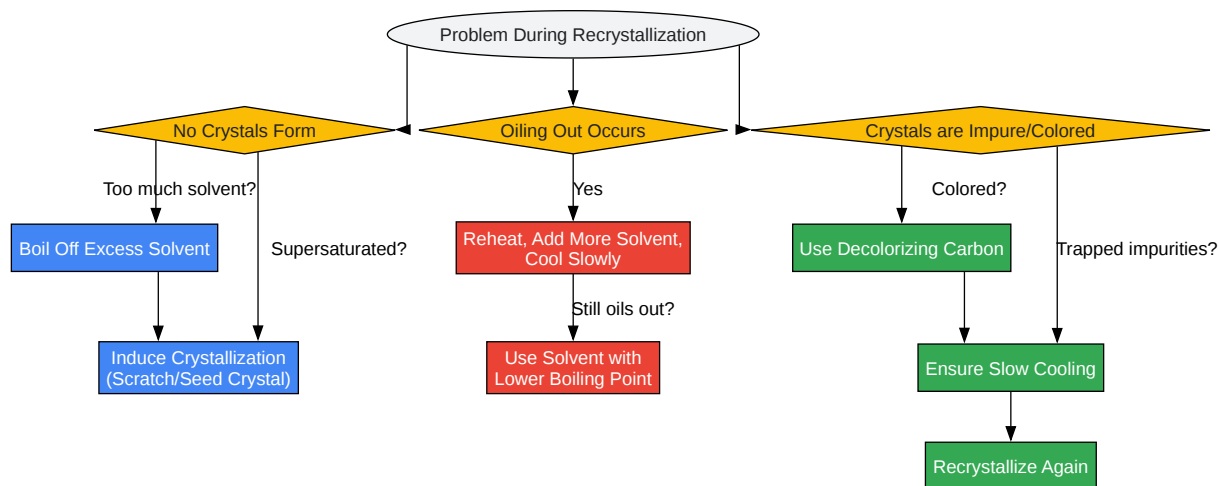 Problem During Recrystallization
No Crystals Form
Oiling Out Occurs
Crystals are Impure/Colored
Too much solvent?
Yes
Colored?
Boil Off Excess Solvent
Supersaturated?
Reheat, Add More Solvent,
Cool Slowly
Use Decolorizing Carbon
Trapped impurities?
Still oils out?
Induce Crystallization
(Scratch/Seed Crystal)
Use Solvent with
Lower Boiling Point
Ensure Slow Cooling
Recrystallize Again